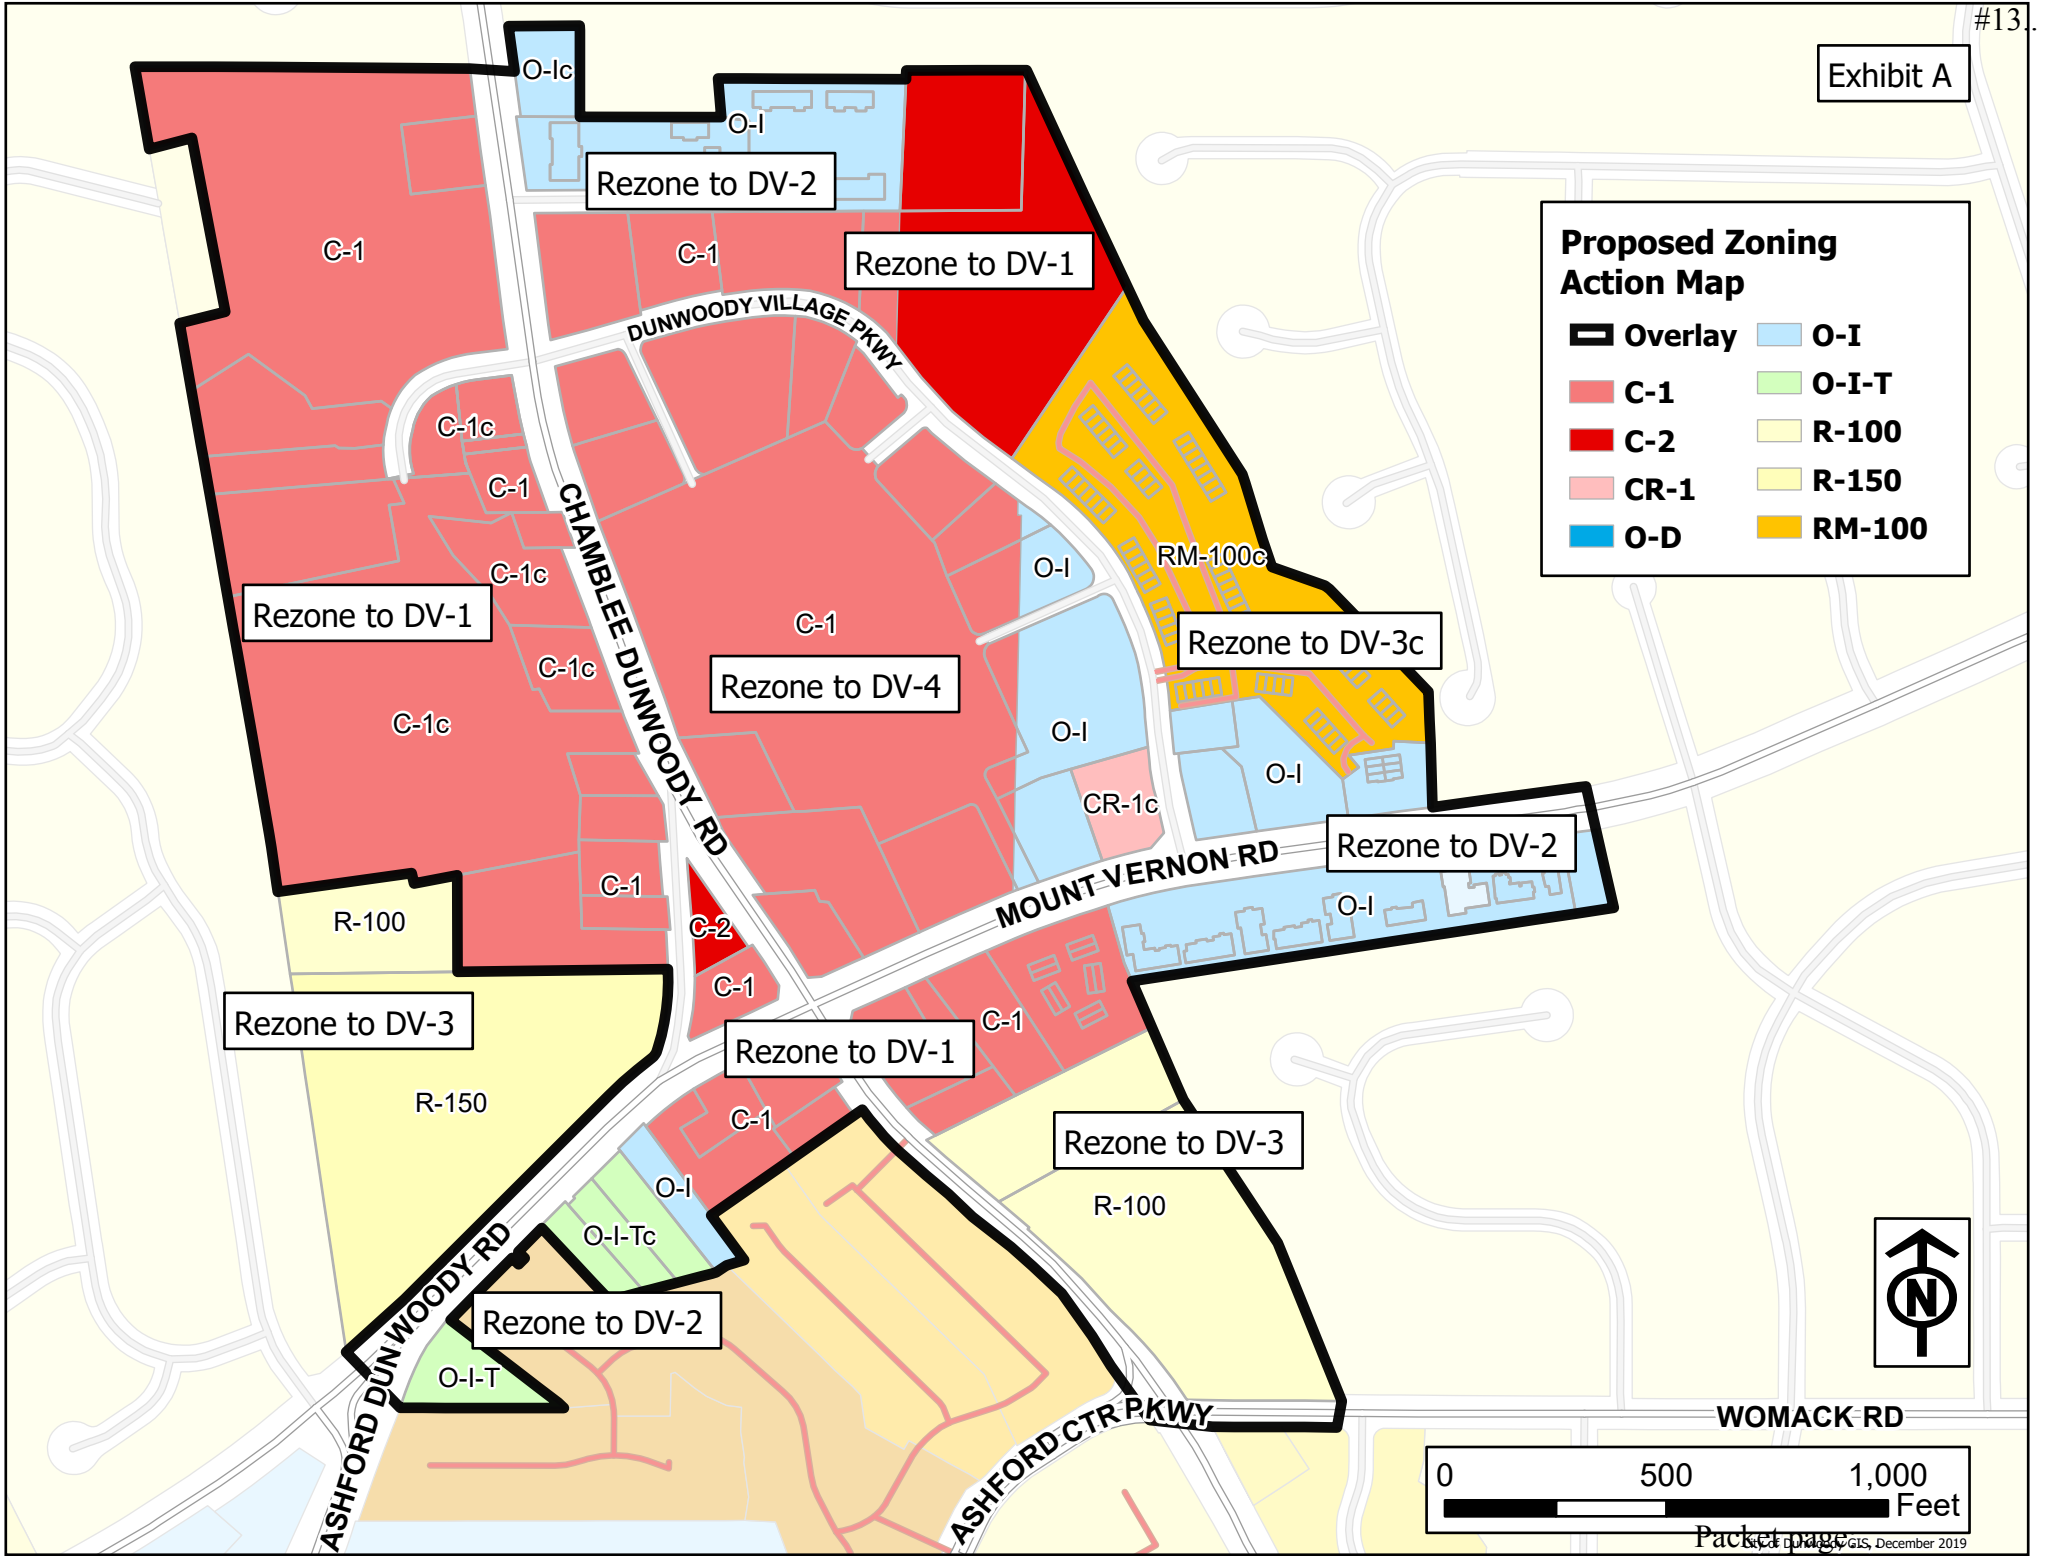 #13..
Exhibit A
O-Ic
O-I
Rezone to DV-2
C-1
C-1
Rezone to DV-1
DUNWOODY VILLAGE PKWY
Proposed Zoning
Action Map
Overlay
C-1
C-2
CR-1
O-D
O-I
O-I-T
R-100
R-150
RM-100
C-1c
C-1
CHAMBLEE DUNWOODY RD
C-1c
O-I
RM-100c
Rezone to DV-1
C-1
Rezone to DV-3c
C-1c
Rezone to DV-4
C-1c
O-I
O-I
CR-1c
Rezone to DV-2
C-1
MOUNT VERNON RD
O-I
R-100
C-2
C-1
C-1
Rezone to DV-3
Rezone to DV-1
R-150
C-1
Rezone to DV-3
O-I
R-100
O-I-Tc
N
Rezone to DV-2
O-I-T
ASHFORD DUNWOODY RD
ASHFORD CTR PKWY
WOMACK RD
0 500 1,000
Feet
Packet page...
City of Dunwoody GIS, December 2019